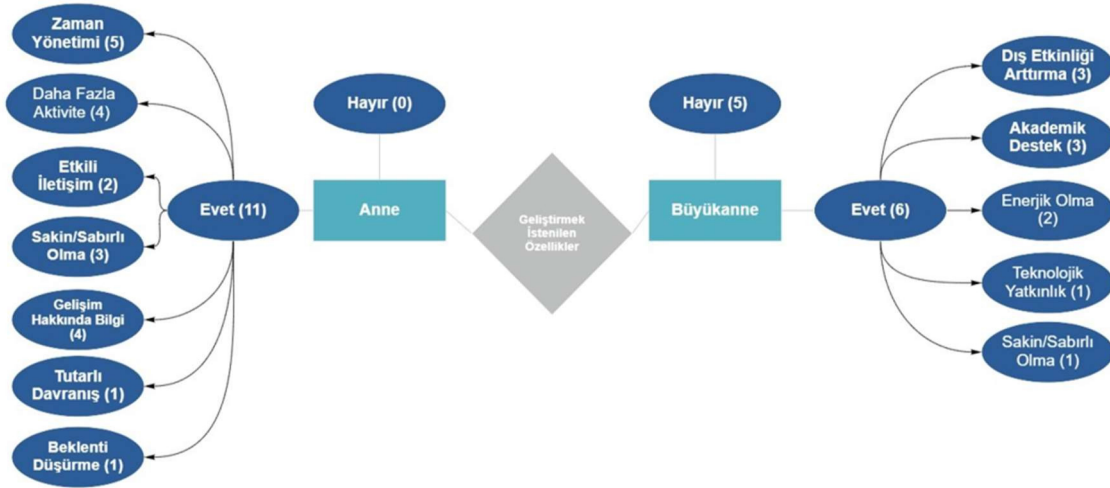 Zaman
Yönetimi (5)
Daha Fazla
Aktivite (4)
Etkili
İletişim (2)
Sakin/Sabırlı
Olma (3)
Gelişim
Hakkında Bilgi
(4)
Tutarlı
Davranış (1)
Beklenti
Düşürme (1)
Evet (11)
Hayır (0)
Anne
Geliştirmek
İstenilen
Özellikler
Hayır (5)
Büyükanne
Evet (6)
Dış Etkinliği
Arttırma (3)
Akademik
Destek (3)
Enerjik Olma
(2)
Teknolojik
Yatkınlık (1)
Sakin/Sabırlı
Olma (1)